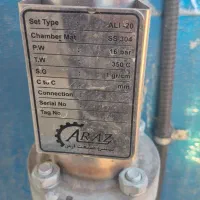 Set Type ALI-20
Chamber Mat. SS 304
P.W 16 bar
T.W 350 C
S.G 1 gr/cm
C to C mm
Connection
Serial No
Tag No
ARAZ